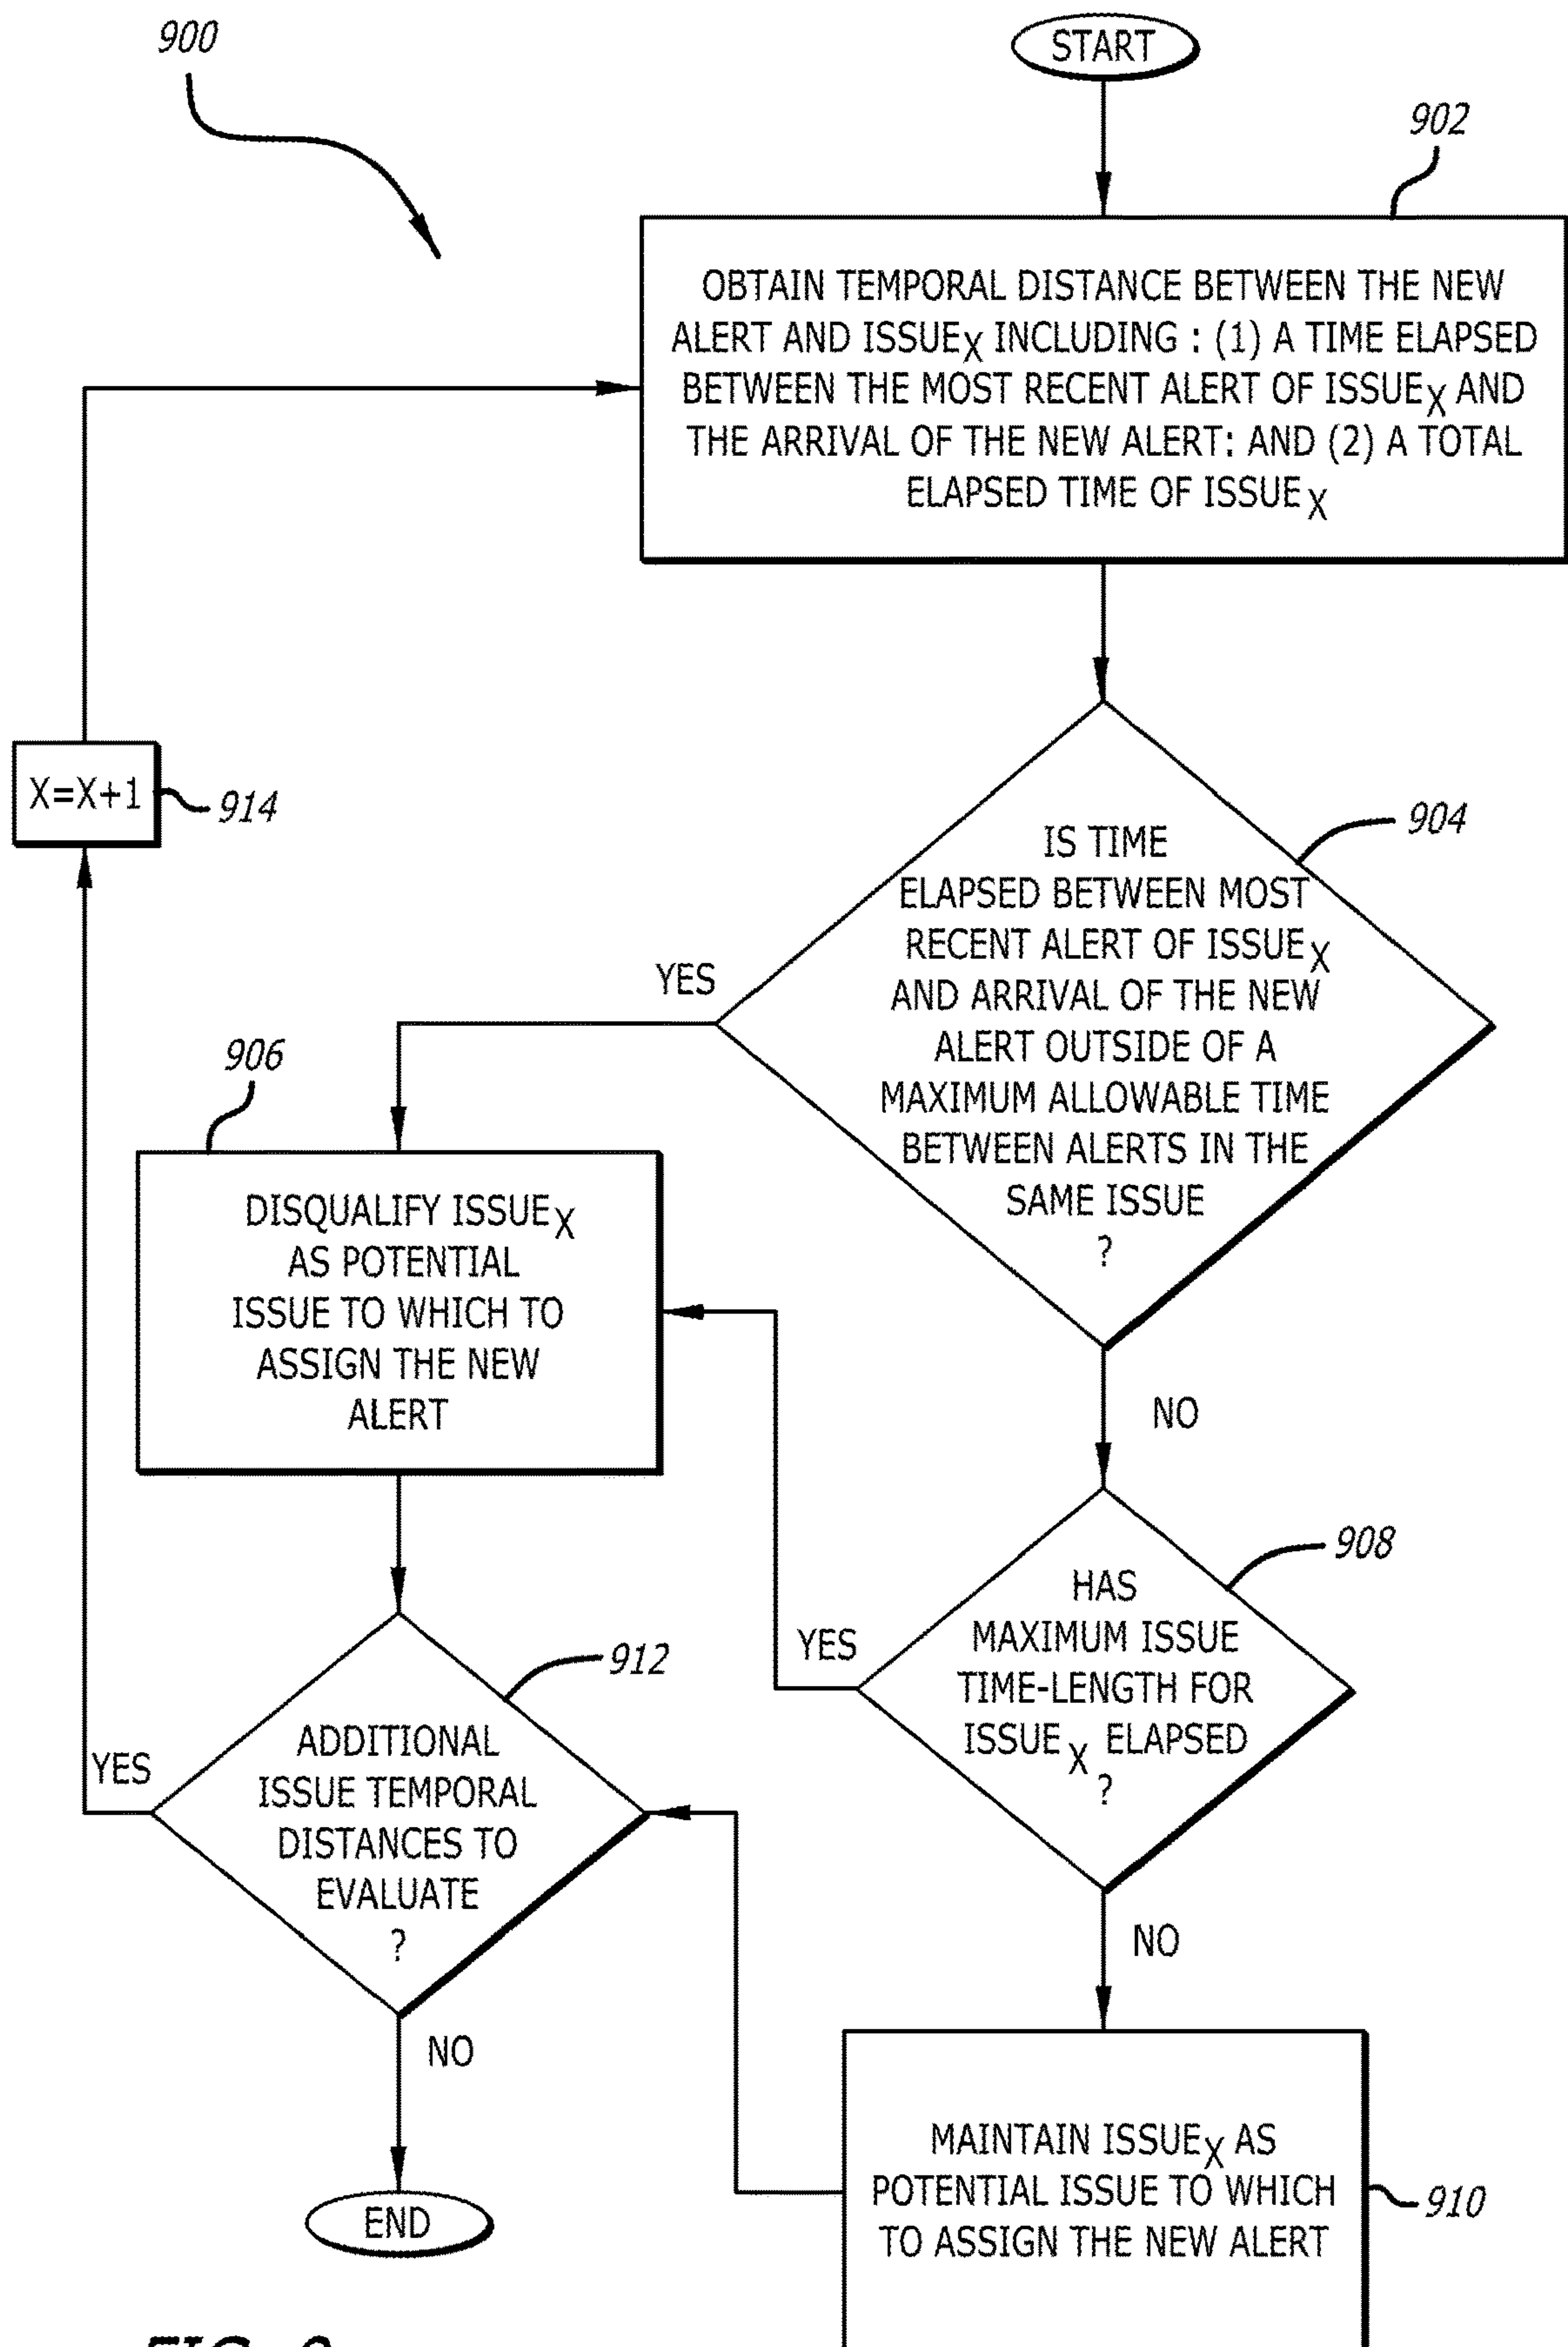 900
START
902
OBTAIN TEMPORAL DISTANCE BETWEEN THE NEW
ALERT AND ISSUEX INCLUDING : (1) A TIME ELAPSED
BETWEEN THE MOST RECENT ALERT OF ISSUEX AND
THE ARRIVAL OF THE NEW ALERT: AND (2) A TOTAL
ELAPSED TIME OF ISSUEX
X=X+1
914
904
IS TIME
ELAPSED BETWEEN MOST
RECENT ALERT OF ISSUEX
AND ARRIVAL OF THE NEW
ALERT OUTSIDE OF A
MAXIMUM ALLOWABLE TIME
BETWEEN ALERTS IN THE
SAME ISSUE
?
YES
NO
906
DISQUALIFY ISSUEX
AS POTENTIAL
ISSUE TO WHICH TO
ASSIGN THE NEW
ALERT
908
HAS
MAXIMUM ISSUE
TIME-LENGTH FOR
ISSUEX ELAPSED
?
YES
NO
912
ADDITIONAL
ISSUE TEMPORAL
DISTANCES TO
EVALUATE
?
YES
NO
END
MAINTAIN ISSUEX AS
POTENTIAL ISSUE TO WHICH
TO ASSIGN THE NEW ALERT
910